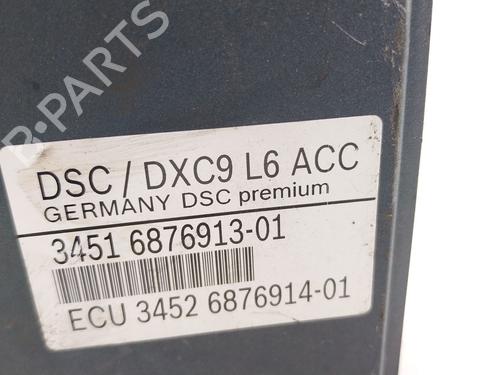 B-PARTS
DSC / DXC9 L6 ACC
GERMANY DSC premium
3451 6876913-01
ECU 3452 6876914-01